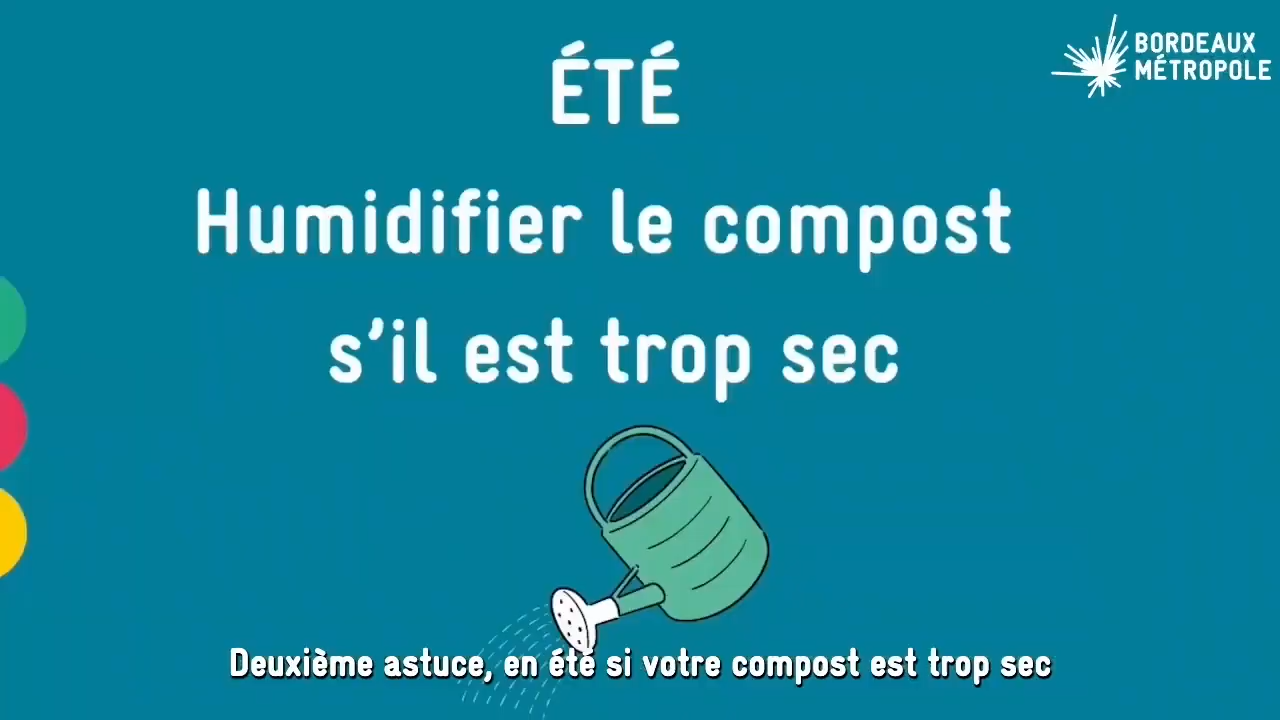 BORDEAUX
MÉTROPOLE
ÉTÉ
Humidifier le compost
s’il est trop sec
Deuxième astuce, en été si votre compost est trop sec